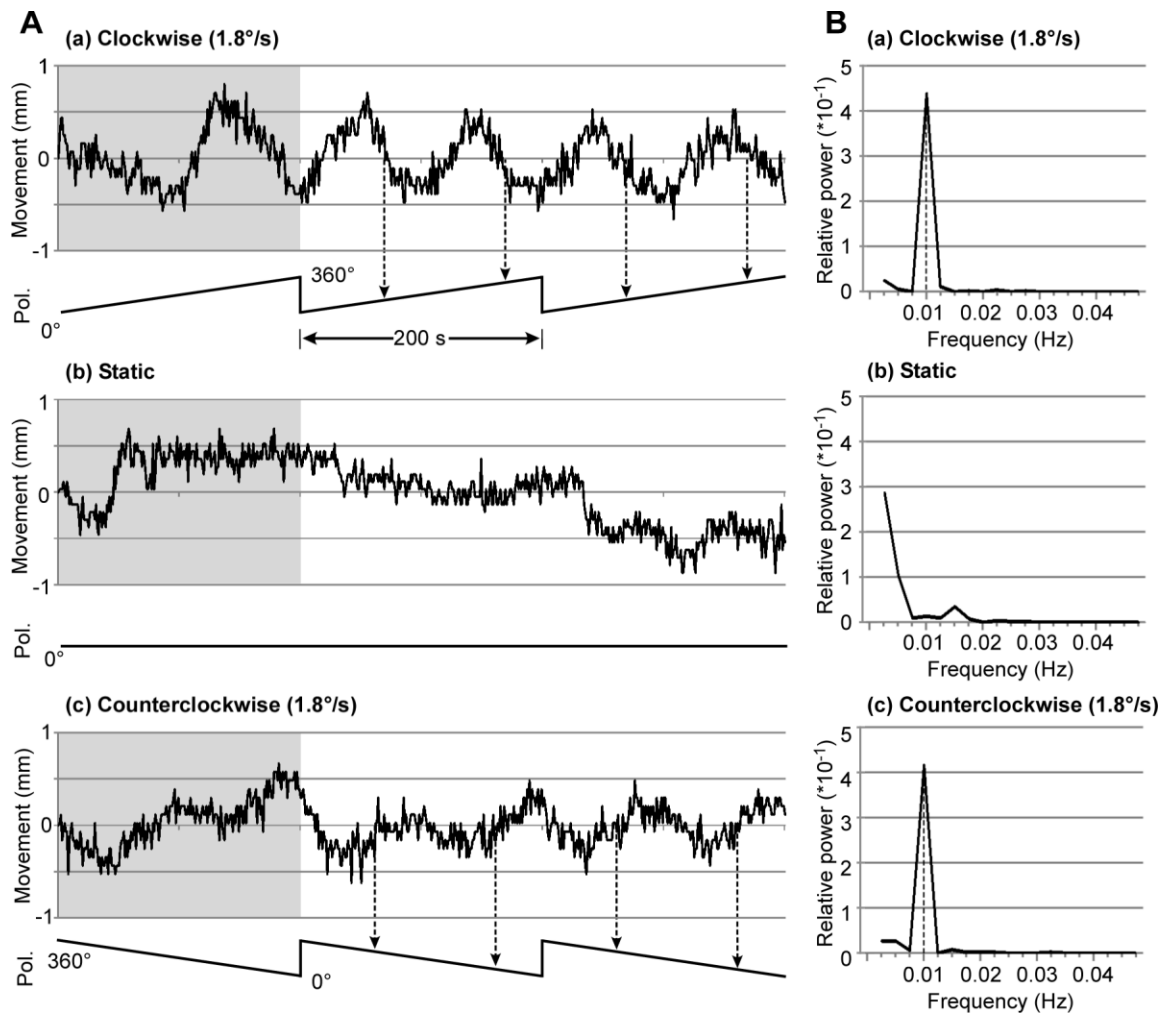 A
(a) Clockwise (1.8°/s)
Movement (mm)
1
0
-1
Pol.
0°
360°
200 s
(b) Static
Movement (mm)
1
0
-1
Pol.
0°
(c) Counterclockwise (1.8°/s)
Movement (mm)
1
0
-1
Pol.
360°
0°
B
(a) Clockwise (1.8°/s)
Relative power (*10-1)
5
4
3
2
1
0
0.01 0.02 0.03 0.04
Frequency (Hz)
(b) Static
Relative power (*10-1)
5
4
3
2
1
0
0.01 0.02 0.03 0.04
Frequency (Hz)
(c) Counterclockwise (1.8°/s)
Relative power (*10-1)
5
4
3
2
1
0
0.01 0.02 0.03 0.04
Frequency (Hz)